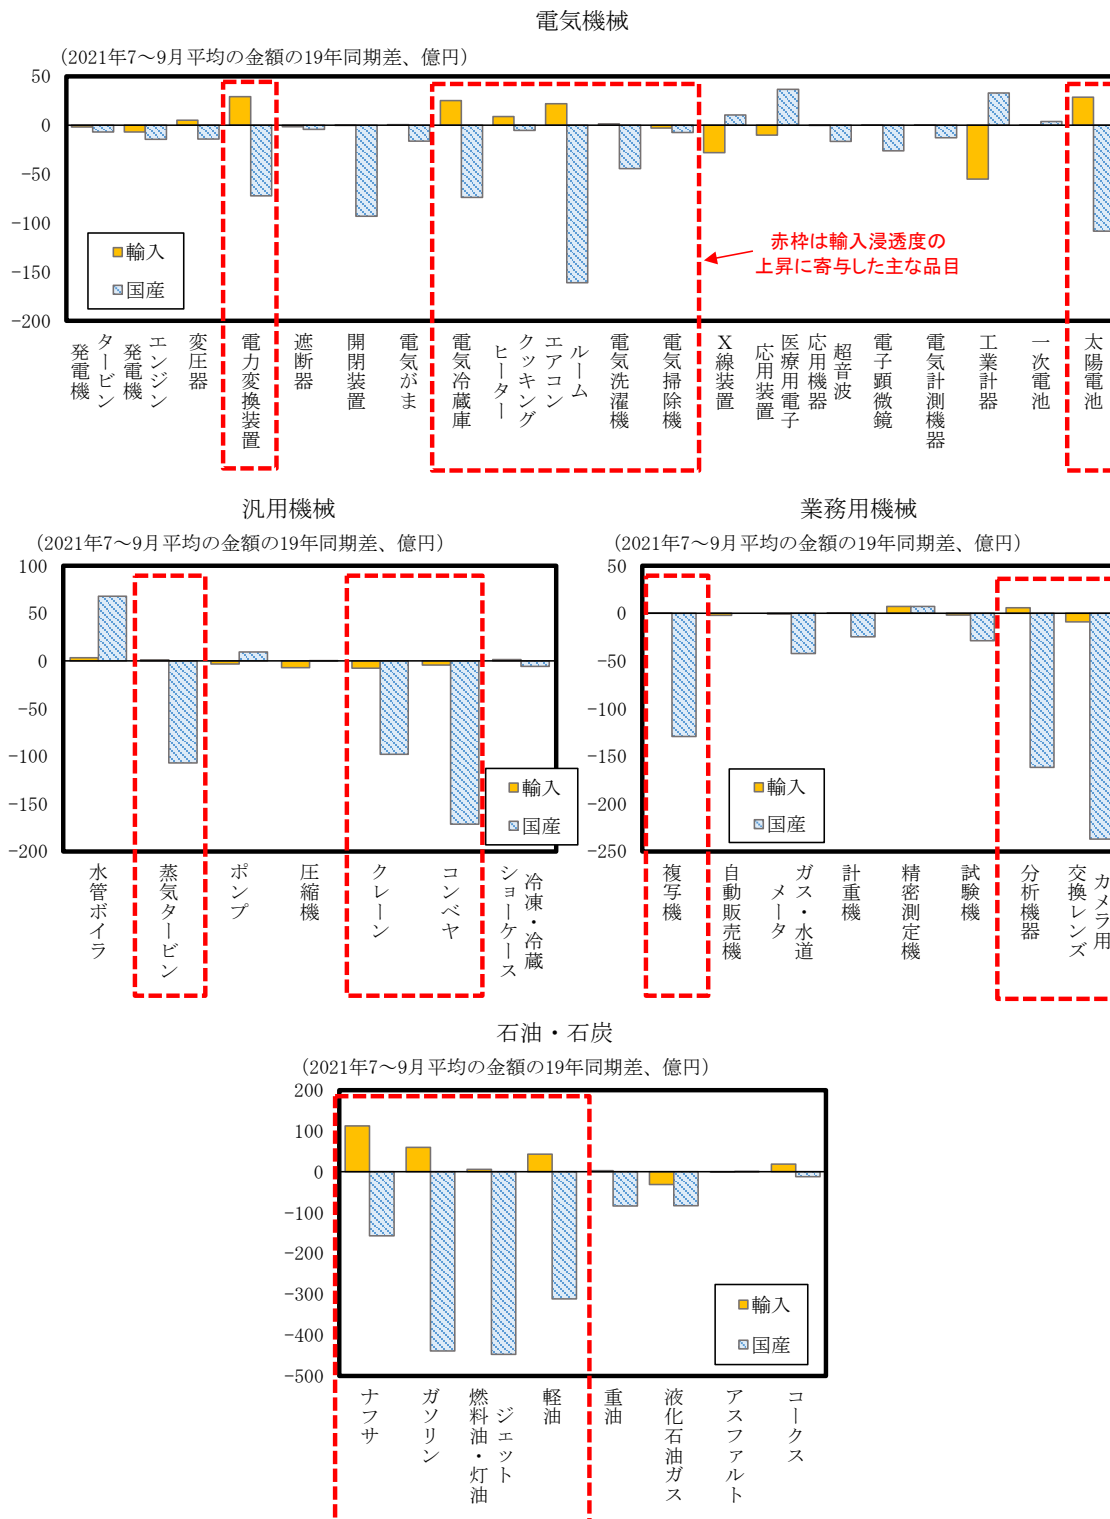 電気機械
（2021年7～9月平均の金額の19年同期差、億円）
50
0
-50
-100
-150
-200
輸入
国産
赤枠は輸入浸透度の
上昇に寄与した主な品目
タービン
発電機
エンジン
発電機
変圧器
電力変換装置
遮断器
開閉装置
電気がま
電気冷蔵庫
クッキング
ヒーター
ルーム
エアコン
電気洗濯機
電気掃除機
X線装置
医療用電子
応用装置
超音波
応用機器
電子顕微鏡
電気計測機器
工業計器
一次電池
太陽電池
汎用機械
（2021年7～9月平均の金額の19年同期差、億円）
100
50
0
-50
-100
-150
-200
輸入
国産
水管ボイラ
蒸気タービン
ポンプ
圧縮機
クレーン
コンベヤ
冷凍・冷蔵
ショーケース
業務用機械
（2021年7～9月平均の金額の19年同期差、億円）
50
0
-50
-100
-150
-200
-250
輸入
国産
複写機
自動販売機
ガス・水道
メータ
計重機
精密測定機
試験機
分析機器
カメラ用
交換レンズ
石油・石炭
（2021年7～9月平均の金額の19年同期差、億円）
200
100
0
-100
-200
-300
-400
-500
輸入
国産
ナフサ
ガソリン
ジェット
燃料油・灯油
軽油
重油
液化石油ガス
アスファルト
コークス